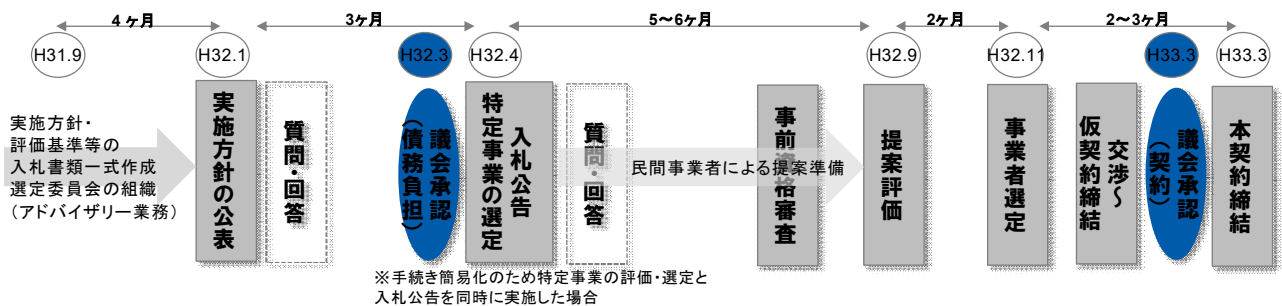 4ヶ月
3ヶ月
5～6ヶ月
2ヶ月
2～3ヶ月
H31.9
H32.1
H32.3
H32.4
H32.9
H32.11
H33.3
H33.3
実施方針・
評価基準等の
入札書類一式作成
選定委員会の組織
（アドバイザリー業務）
実施方針の公表
質問・回答
議会承認
（債務負担）
入札公告
特定事業の選定
質問・回答
民間事業者による提案準備
事前資格審査
提案評価
事業者選定
交渉～
仮契約締結
議会承認
（契約）
本契約締結
※手続き簡易化のため特定事業の評価・選定と
入札公告を同時に実施した場合